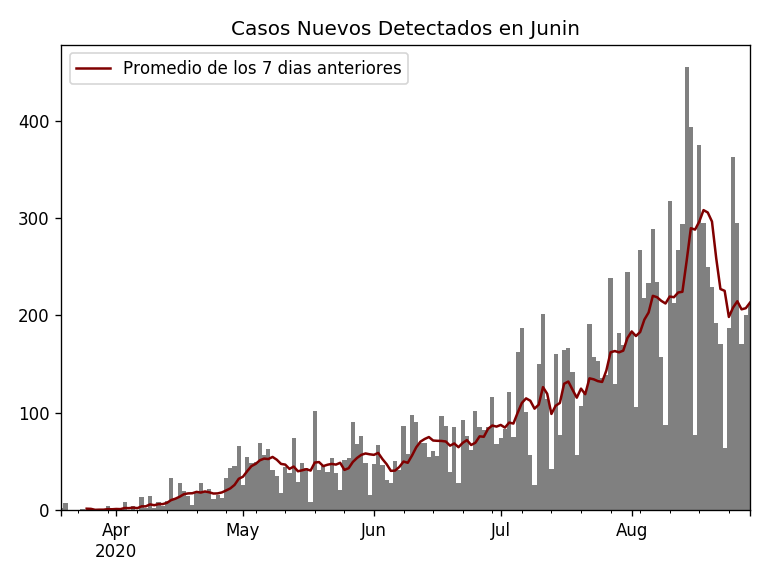 Casos Nuevos Detectados en Junin
Promedio de los 7 dias anteriores
400
300
200
100
0
Apr May Jun Jul Aug
2020